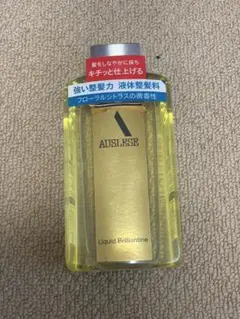 髪をしなやかに保ち
キチッと仕上げる
強い整髪力 液体整髪料
フローラルシトラスの微香性
AUSLESE
Liquid Brilliantine